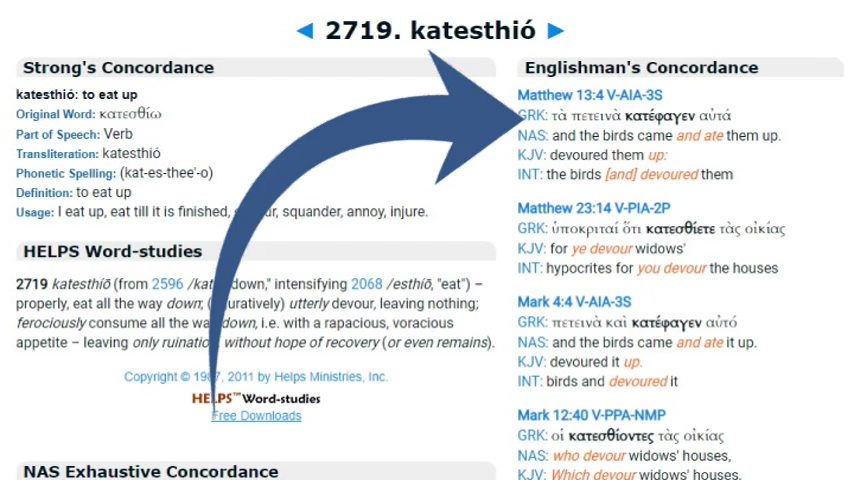 ◄ 2719. katesthió ►
Strong's Concordance
katesthió: to eat up
Original Word: κατεσθίω
Part of Speech: Verb
Transliteration: katesthió
Phonetic Spelling: (kat-es-thee'-o)
Definition: to eat up
Usage: I eat up, eat till it is finished, squander, annoy, injure.
HELPS Word-studies
2719 katesthíō (from 2596 down," intensifying 2068 /esthíō, "eat") –
properly, eat all the way down, utterly devour, leaving nothing;
ferociously consume all the way down, i.e. with a rapacious, voracious
appetite – leaving only ruination without hope of recovery (or even remains).
Copyright © 2011 by Helps Ministries, Inc.
HELPS™Word-studies
Free Downloads
NAS Exhaustive Concordance
Englishman's Concordance
Matthew 13:4 V-AIA-3S
GRK: τὰ πετεινὰ κατέφαγεν αὐτά
NAS: and the birds came and ate them up.
KJV: devoured them up:
INT: the birds [and] devoured them
Matthew 23:14 V-PIA-2P
GRK: ὑποκριταί ὅτι κατεσθίετε τὰς οἰκίας
KJV: for ye devour widows'
INT: hypocrites for you devour the houses
Mark 4:4 V-AIA-3S
GRK: πετεινὰ καὶ κατέφαγεν αὐτό
NAS: and the birds came and ate it up.
KJV: devoured it up.
INT: birds and devoured it
Mark 12:40 V-PPA-NMP
GRK: οἱ κατεσθίοντες τὰς οἰκίας
NAS: who devour widows' houses,
KJV: Which devour widows' houses,